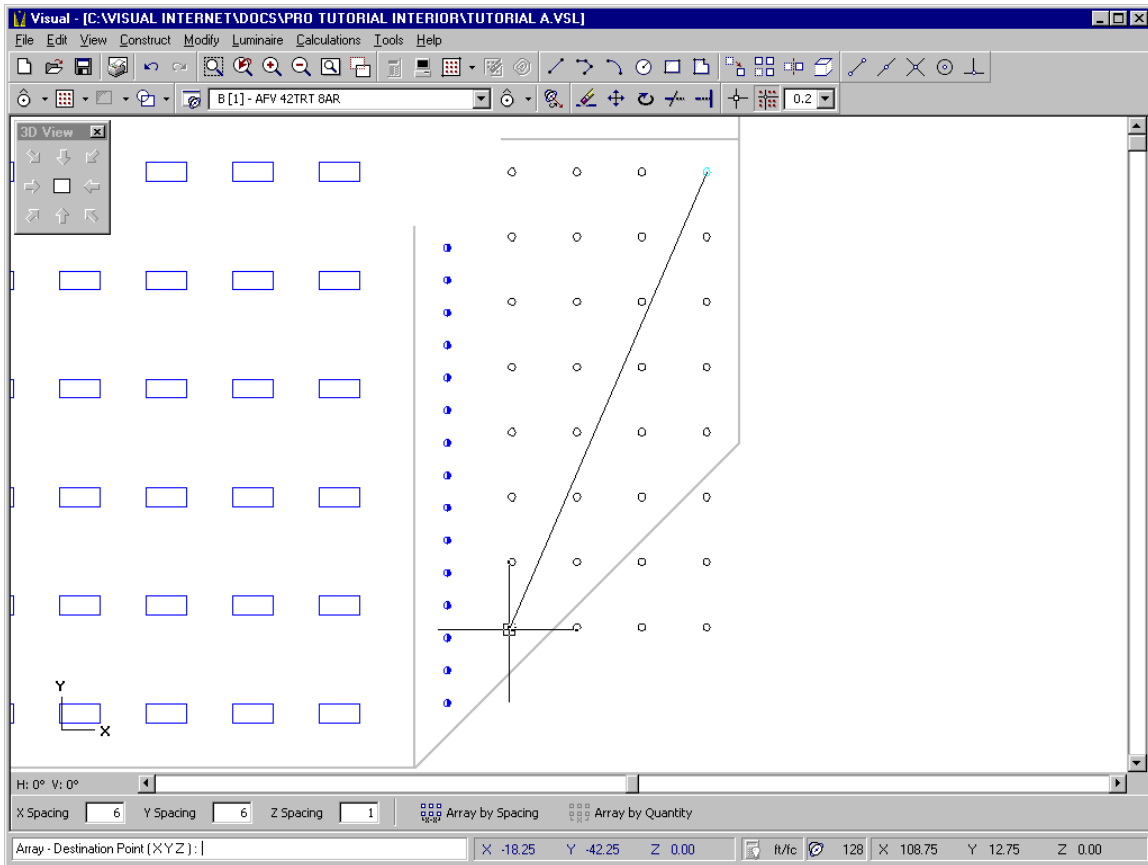 Visual - [C:\VISUAL INTERNET\DOCS\PRO TUTORIAL INTERIOR\TUTORIAL A.VSL]
File Edit View Construct Modify Luminaire Calculations Tools Help
B [1] - AFV 42TRT 8AR 0.2
3D View
Y
X
H: 0° V: 0°
X Spacing 6 Y Spacing 6 Z Spacing 1 Array by Spacing Array by Quantity
Array - Destination Point (X Y Z) : X -18.25 Y -42.25 Z 0.00 ft/fc 128 X 108.75 Y 12.75 Z 0.00